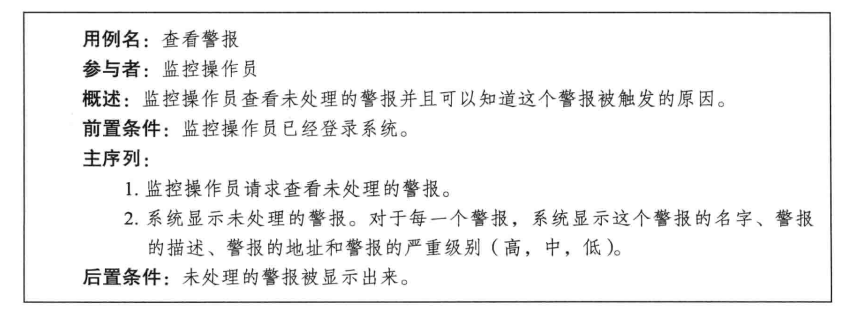 用例名：查看警报
参与者：监控操作员
概述：监控操作员查看未处理的警报并且可以知道这个警报被触发的原因。
前置条件：监控操作员已经登录系统。
主序列：
1. 监控操作员请求查看未处理的警报。
2. 系统显示未处理的警报。对于每一个警报，系统显示这个警报的名字、警报
的描述、警报的地址和警报的严重级别（高，中，低）。
后置条件：未处理的警报被显示出来。